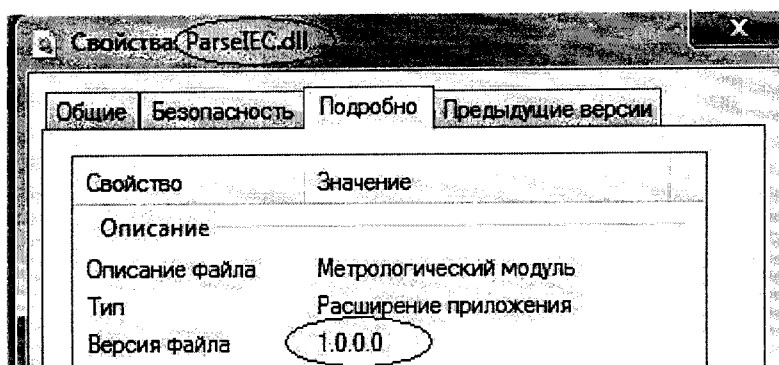 Свойства: ParseIEC.dll
Общие Безопасность Подробно Предыдущие версии
Свойство Значение
Описание
Описание файла Метрологический модуль
Тип Расширение приложения
Версия файла 1.0.0.0